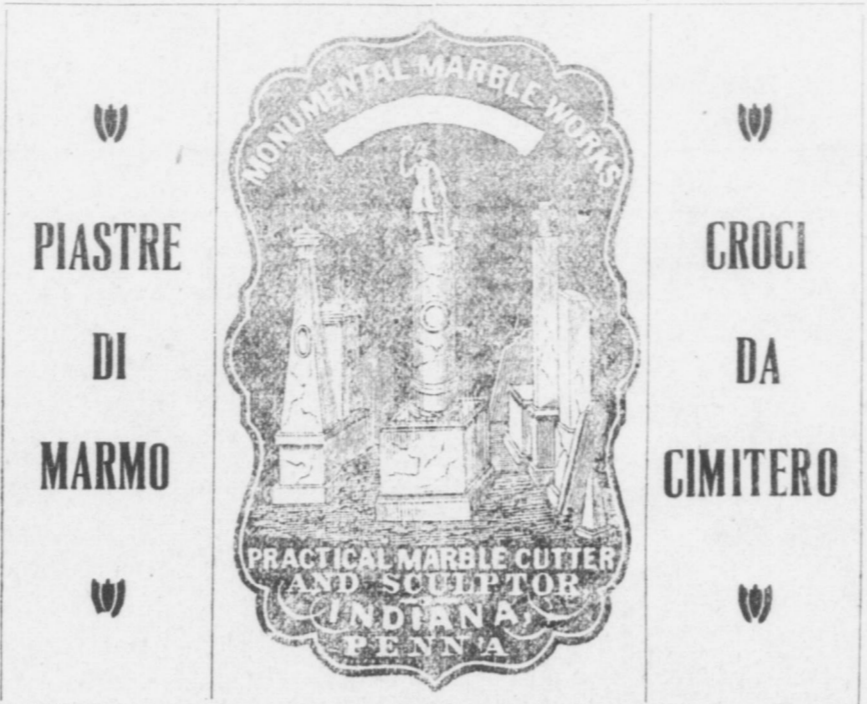 PIASTRE
DI
MARMO
MONUMENTAL MARBLE WORKS
PRACTICAL MARBLE CUTTER
AND SCULPTOR
INDIANA,
PENN'A
CROCI
DA
CIMITERO